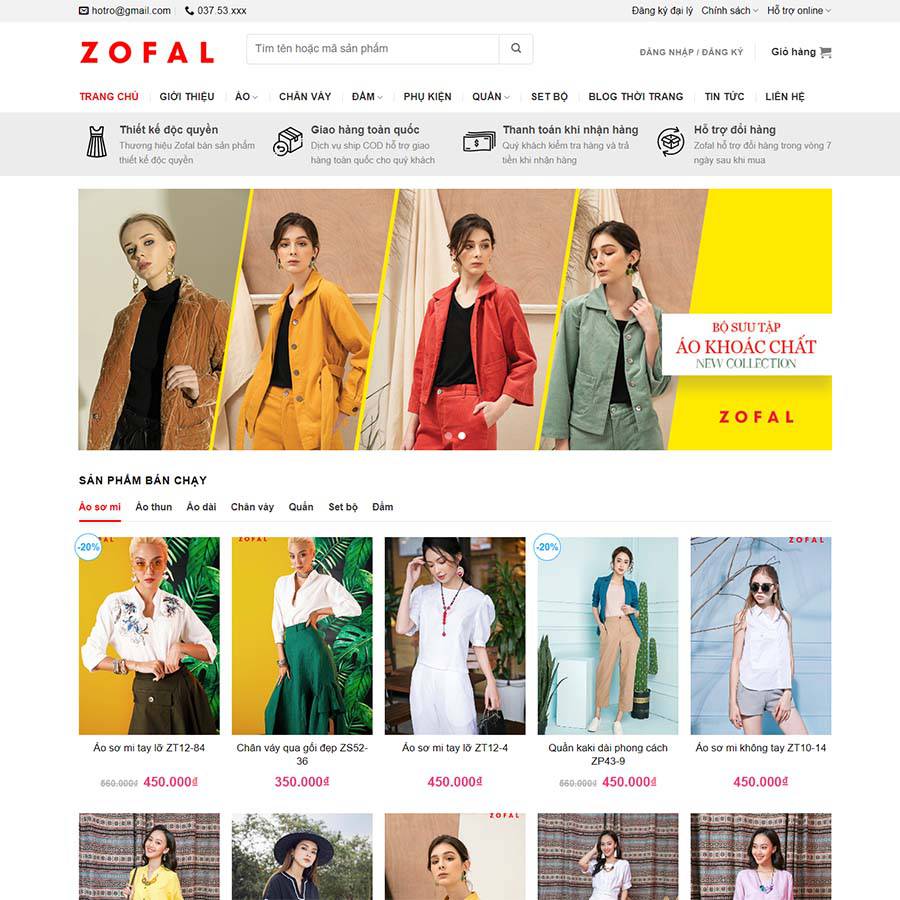 hotro@gmail.com 037.53.xxx Đăng ký đại lý Chính sách Hỗ trợ online
ZOFAL
Tìm tên hoặc mã sản phẩm
ĐĂNG NHẬP / ĐĂNG KÝ Giỏ hàng
TRANG CHỦ GIỚI THIỆU ÁO CHÂN VÁY ĐẦM PHỤ KIỆN QUẦN SET BỘ BLOG THỜI TRANG TIN TỨC LIÊN HỆ
Thiết kế độc quyền
Thương hiệu Zofal bán sản phẩm
thiết kế độc quyền
Giao hàng toàn quốc
Dịch vụ ship COD hỗ trợ giao
hàng toàn quốc cho quý khách
Thanh toán khi nhận hàng
Quý khách kiểm tra hàng và trả
tiền khi nhận hàng
Hỗ trợ đổi hàng
Zofal hỗ trợ đổi hàng trong vòng 7
ngày sau khi mua
BỘ SƯU TẬP
ÁO KHOÁC CHẤT
NEW COLLECTION
ZOFAL
SẢN PHẨM BÁN CHẠY
Áo sơ mi Áo thun Áo dài Chân váy Quần Set bộ Đầm
-20%
ZOFAL
ZOFAL
-20%
ZOFAL
Áo sơ mi tay lỡ ZT12-84
560.000₫ 450.000₫
Chân váy qua gối đẹp ZS52-
36
350.000₫
Áo sơ mi tay lỡ ZT12-4
450.000₫
Quần kaki dài phong cách
ZP43-9
560.000₫ 450.000₫
Áo sơ mi không tay ZT10-14
450.000₫
ZOFAL